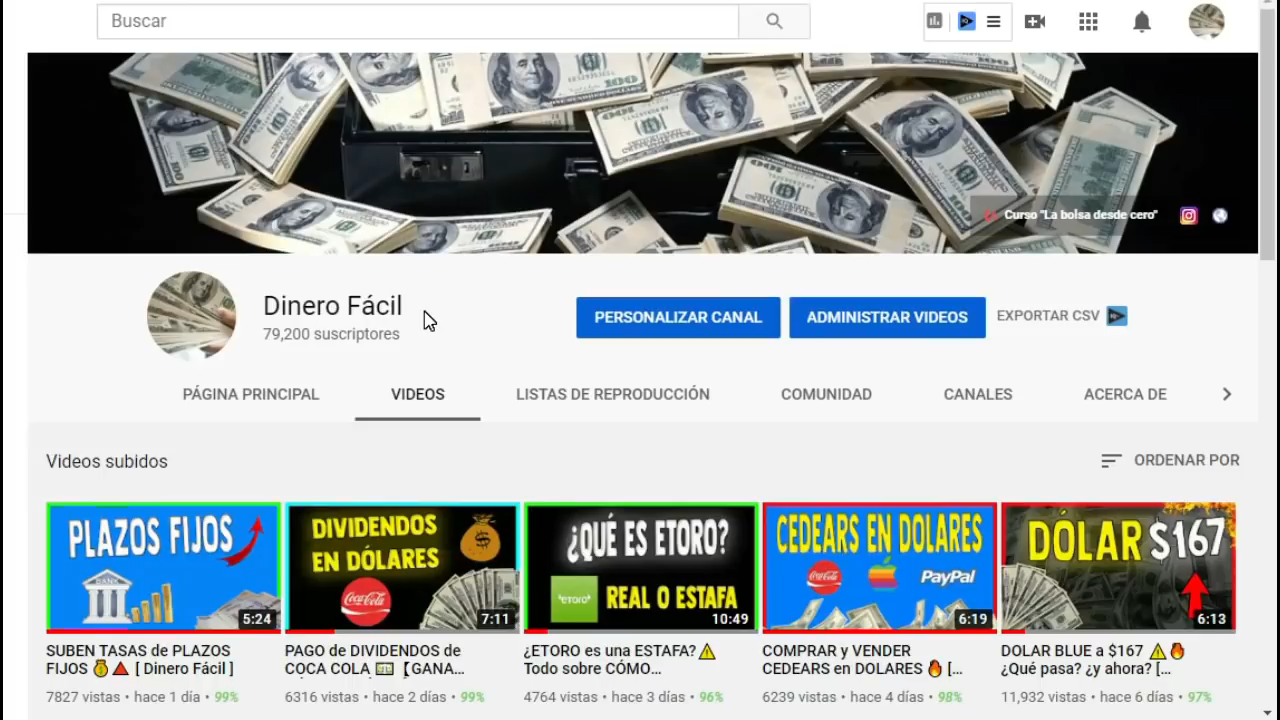 Buscar
Curso "La bolsa desde cero"
Dinero Fácil
79,200 suscriptores
PERSONALIZAR CANAL
ADMINISTRAR VIDEOS
EXPORTAR CSV
PÁGINA PRINCIPAL
VIDEOS
LISTAS DE REPRODUCCIÓN
COMUNIDAD
CANALES
ACERCA DE
Videos subidos
ORDENAR POR
PLAZOS FIJOS
BANK
5:24
DIVIDENDOS
EN DÓLARES
Coca-Cola
7:11
¿QUÉ ES ETORO?
eToro
REAL O ESTAFA
10:49
CEDEARS EN DOLARES
Coca-Cola
PayPal
6:19
DÓLAR $167
6:13
SUBEN TASAS de PLAZOS
FIJOS 💰🔺 [ Dinero Fácil ]
7827 vistas • hace 1 día • 99%
PAGO de DIVIDENDOS de
COCA COLA 💵【GANA...
6316 vistas • hace 2 días • 99%
¿ETORO es una ESTAFA?⚠️
Todo sobre CÓMO...
4764 vistas • hace 3 días • 96%
COMPRAR y VENDER
CEDEARS en DOLARES 🔥 [...
6239 vistas • hace 4 días • 98%
DOLAR BLUE a $167 ⚠️🔥
¿Qué pasa? ¿y ahora? [...
11,932 vistas • hace 6 días • 97%